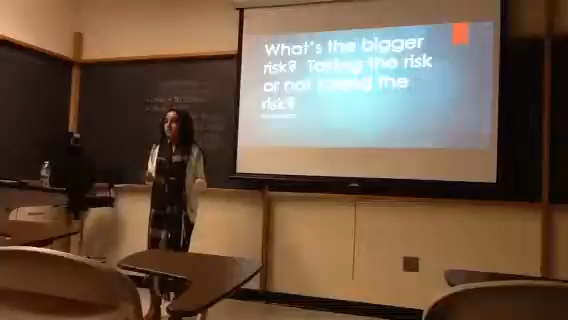 What's the bigger
risk? Taking the risk
or not taking the
risk?